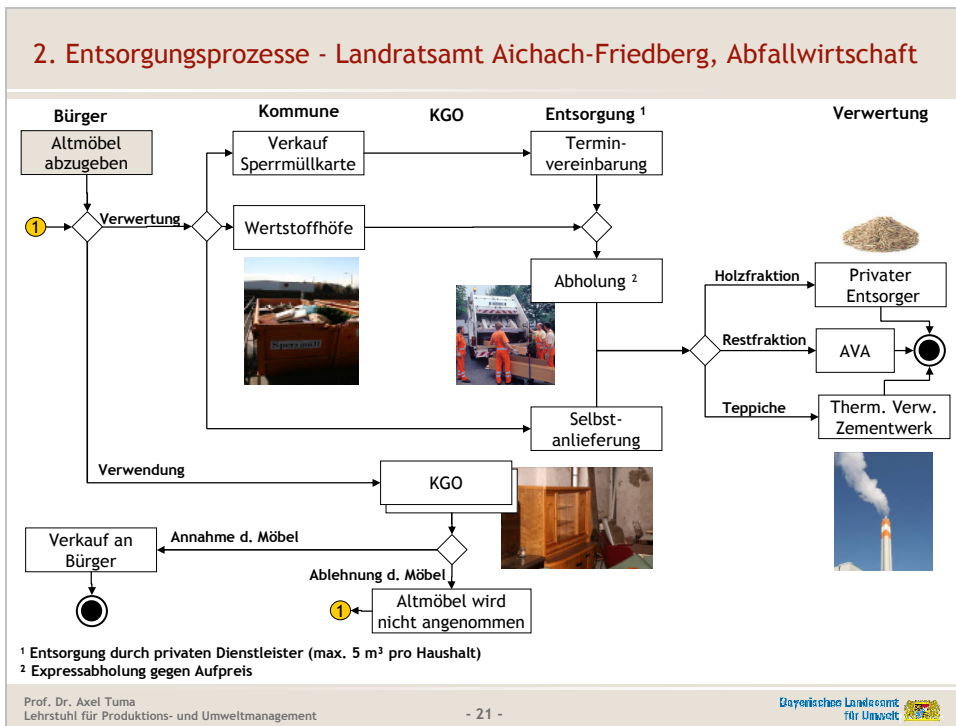 2. Entsorgungsprozesse - Landratsamt Aichach-Friedberg, Abfallwirtschaft
Bürger
Kommune
KGO
Entsorgung ¹
Verwertung
Altmöbel
abzugeben
Verkauf
Sperrmüllkarte
Termin-
vereinbarung
1
Verwertung
Wertstoffhöfe
Abholung ²
Sperrmüll
Holzfraktion
Privater
Entsorger
Restfraktion
AVA
Teppiche
Therm. Verw.
Zementwerk
Selbst-
anlieferung
Verwendung
KGO
Verkauf an
Bürger
Annahme d. Möbel
Ablehnung d. Möbel
1
Altmöbel wird
nicht angenommen
¹ Entsorgung durch privaten Dienstleister (max. 5 m³ pro Haushalt)
² Expressabholung gegen Aufpreis
Prof. Dr. Axel Tuma
Lehrstuhl für Produktions- und Umweltmanagement
- 21 -
Bayerisches Landesamt
für Umwelt